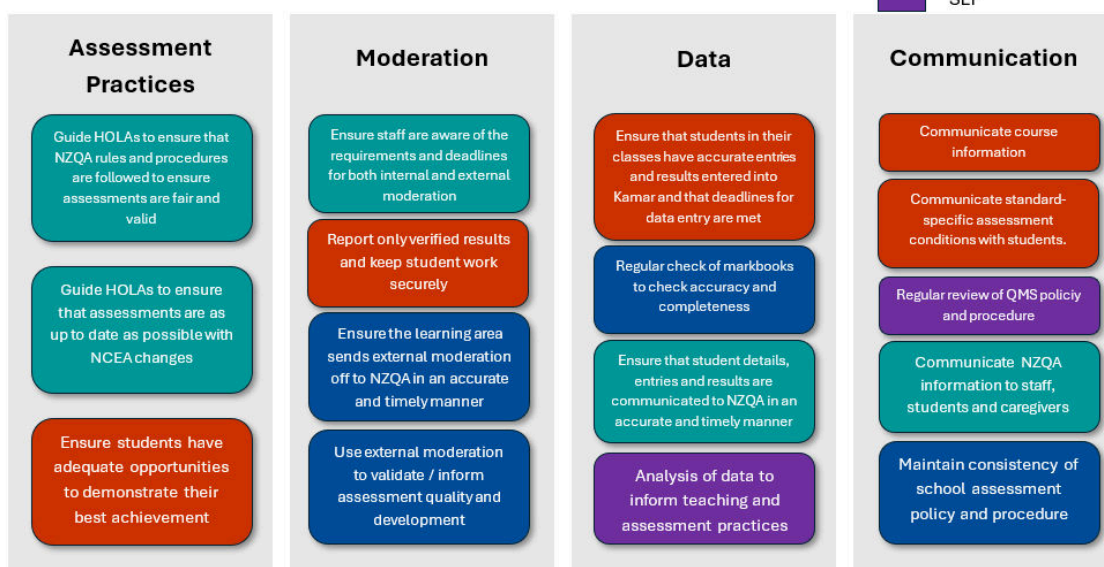 Assessment
Practices
Guide HOLAs to ensure that
NZQA rules and procedures
are followed to ensure
assessments are fair and
valid
Guide HOLAs to ensure
that assessments are as
up to date as possible with
NCEA changes
Ensure students have
adequate opportunities
to demonstrate their
best achievement
Moderation
Ensure staff are aware of the
requirements and deadlines
for both internal and external
moderation
Report only verified results
and keep student work
securely
Ensure the learning area
sends external moderation
off to NZQA in an accurate
and timely manner
Use external moderation
to validate / inform
assessment quality and
development
Data
Ensure that students in their
classes have accurate entries
and results entered into
Kamar and that deadlines for
data entry are met
Regular check of markbooks
to check accuracy and
completeness
Ensure that student details,
entries and results are
communicated to NZQA in an
accurate and timely manner
Analysis of data to
inform teaching and
assessment practices
Communication
Communicate course
information
Communicate standard-
specific assessment
conditions with students.
Regular review of QMS policiy
and procedure
Communicate NZQA
information to staff,
students and caregivers
Maintain consistency of
school assessment
policy and procedure